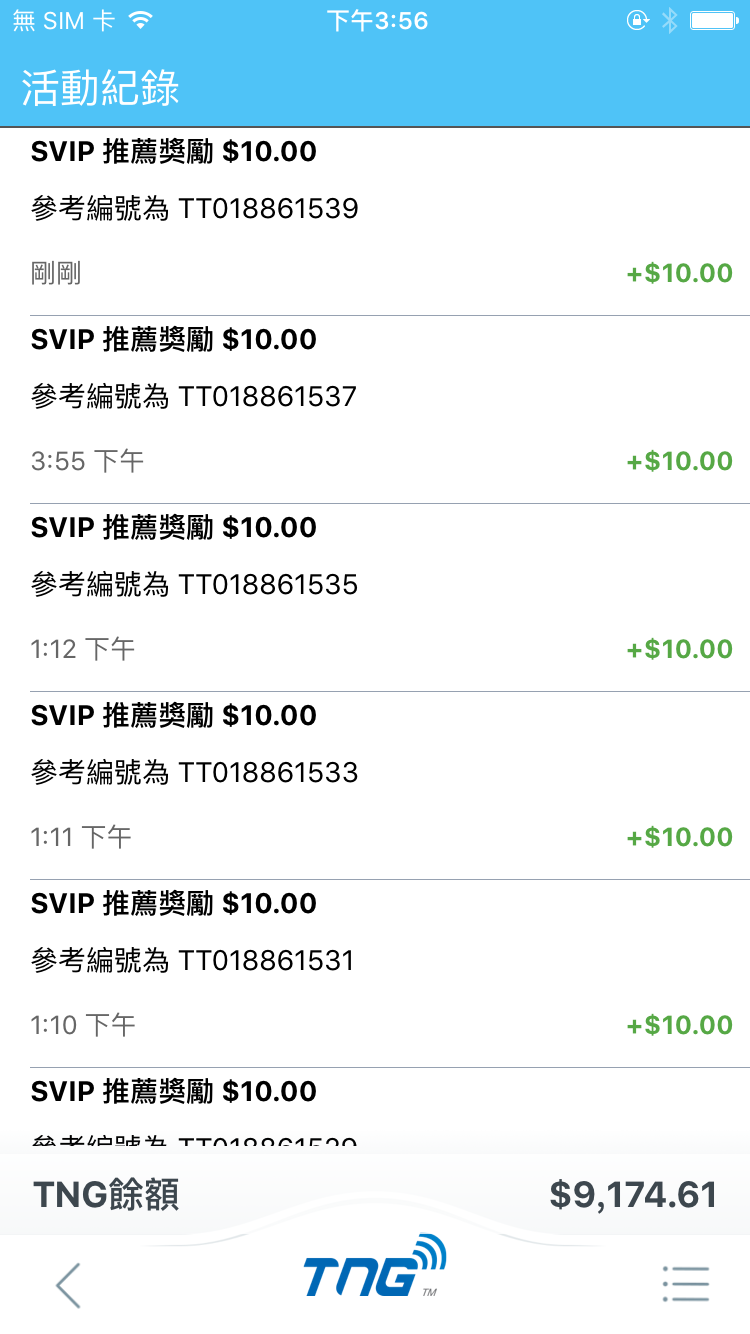 無 SIM 卡 下午3:56
活動紀錄
SVIP 推薦獎勵 $10.00
參考編號為 TT018861539
剛剛 +$10.00
SVIP 推薦獎勵 $10.00
參考編號為 TT018861537
3:55 下午 +$10.00
SVIP 推薦獎勵 $10.00
參考編號為 TT018861535
1:12 下午 +$10.00
SVIP 推薦獎勵 $10.00
參考編號為 TT018861533
1:11 下午 +$10.00
SVIP 推薦獎勵 $10.00
參考編號為 TT018861531
1:10 下午 +$10.00
SVIP 推薦獎勵 $10.00
參考編號為 TT018861529
TNG餘額 $9,174.61
TNG TM